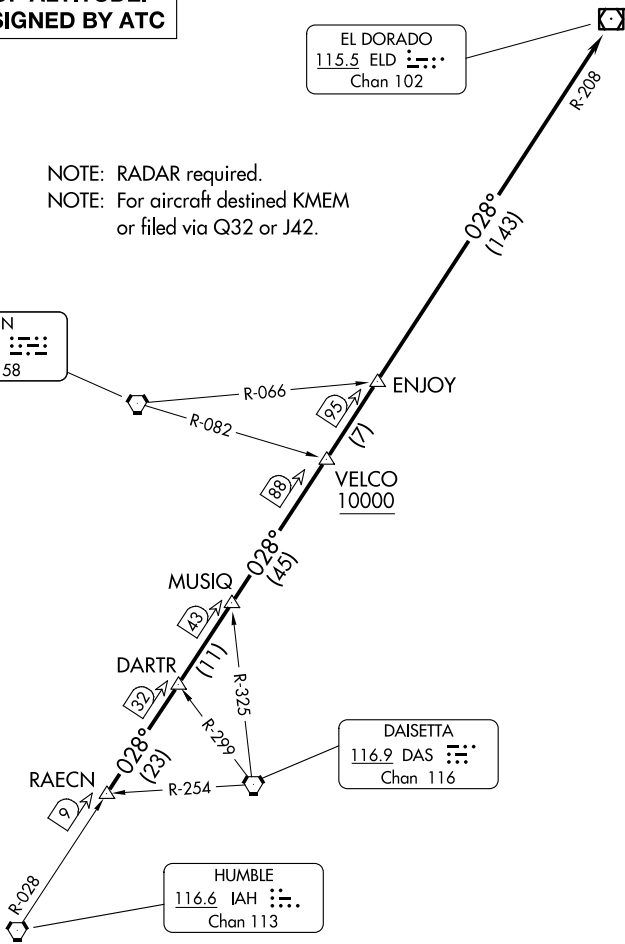 SIGNED BY ATC
EL DORADO
115.5 ELD
Chan 102
R-208
NOTE: RADAR required.
NOTE: For aircraft destined KMEM
or filed via Q32 or J42.
028°
(143)
N
58
R-066
R-082
95
ENJOY
(7)
88
VELCO
10000
028°
(45)
MUSIQ
43
(11)
DARTR
32
R-325
R-299
028°
(23)
RAECN
9
R-254
DAISETTA
116.9 DAS
Chan 116
R-028
HUMBLE
116.6 IAH
Chan 113